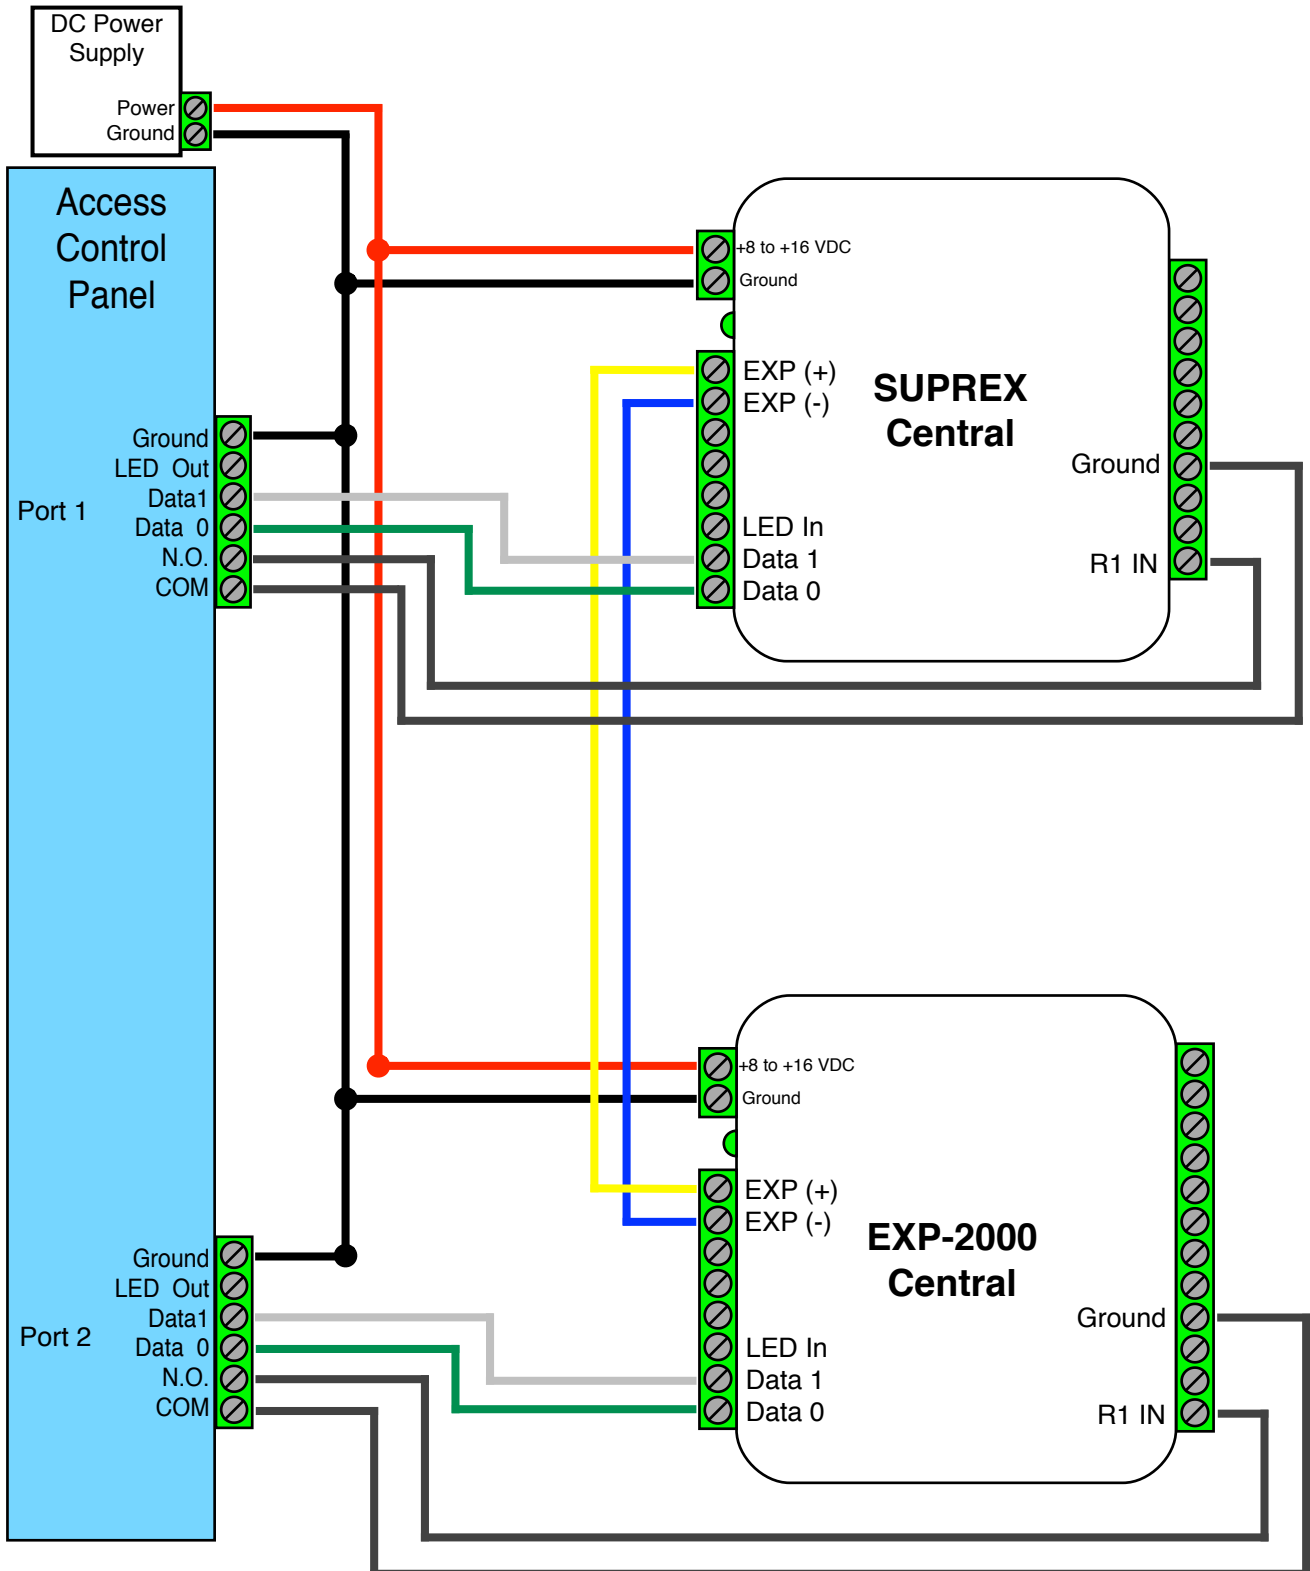 DC Power
Supply
Power
Ground
Access
Control
Panel
Port 1
Ground
LED Out
Data1
Data 0
N.O.
COM
+8 to +16 VDC
Ground
EXP (+)
EXP (-)
LED In
Data 1
Data 0
SUPREX
Central
Ground
R1 IN
Port 2
Ground
LED Out
Data1
Data 0
N.O.
COM
+8 to +16 VDC
Ground
EXP (+)
EXP (-)
LED In
Data 1
Data 0
EXP-2000
Central
Ground
R1 IN